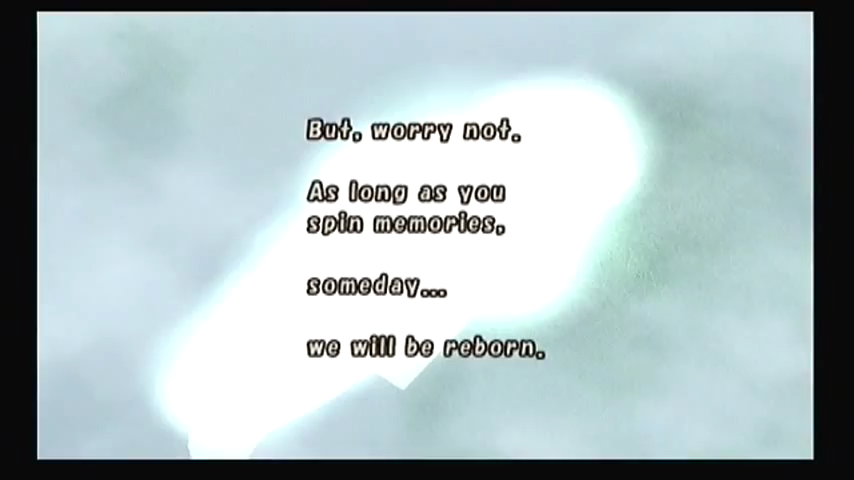 But, worry not.
As long as you
spin memories,
someday...
we will be reborn.